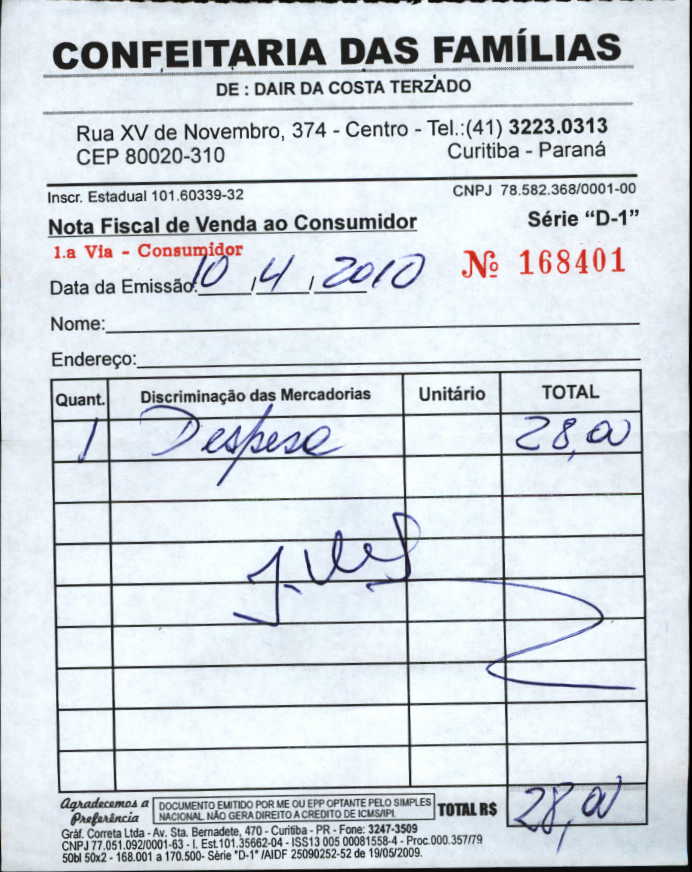 CONFEITARIA DAS FAMÍLIAS
DE : DAIR DA COSTA TERZADO
Rua XV de Novembro, 374 - Centro - Tel.:(41) 3223.0313
CEP 80020-310 Curitiba - Paraná
Inscr. Estadual 101.60339-32 CNPJ 78.582.368/0001-00
Nota Fiscal de Venda ao Consumidor Série "D-1"
1.a Via - Consumidor
Nº 168401
Data da Emissão: 10 / 4 / 2010
Nome:
Endereço:
Quant. Discriminação das Mercadorias Unitário TOTAL
1 Despesa 28,00
Agradecemos a Preferência
DOCUMENTO EMITIDO POR ME OU EPP OPTANTE PELO SIMPLES
NACIONAL. NÃO GERA DIREITO A CREDITO DE ICMS/IPI.
TOTAL R$ 28,00
Gráf. Correta Ltda - Av. Sta. Bernadete, 470 - Curitiba - PR - Fone: 3247-3509
CNPJ 77.051.092/0001-63 - I. Est.101.35662-04 - ISS13 005 00081558-4 - Proc.000.357/79
50bl 50x2 - 168.001 a 170.500- Série "D-1" /AIDF 25090252-52 de 19/05/2009.